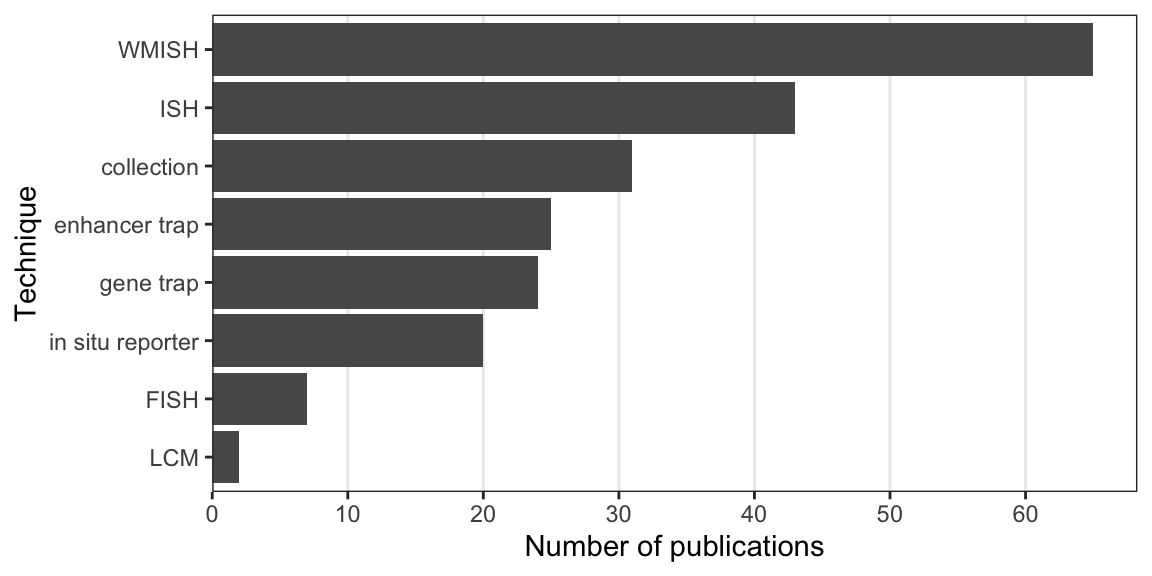 WMISH
ISH
collection
enhancer trap
gene trap
in situ reporter
FISH
LCM
Technique
0 10 20 30 40 50 60
Number of publications